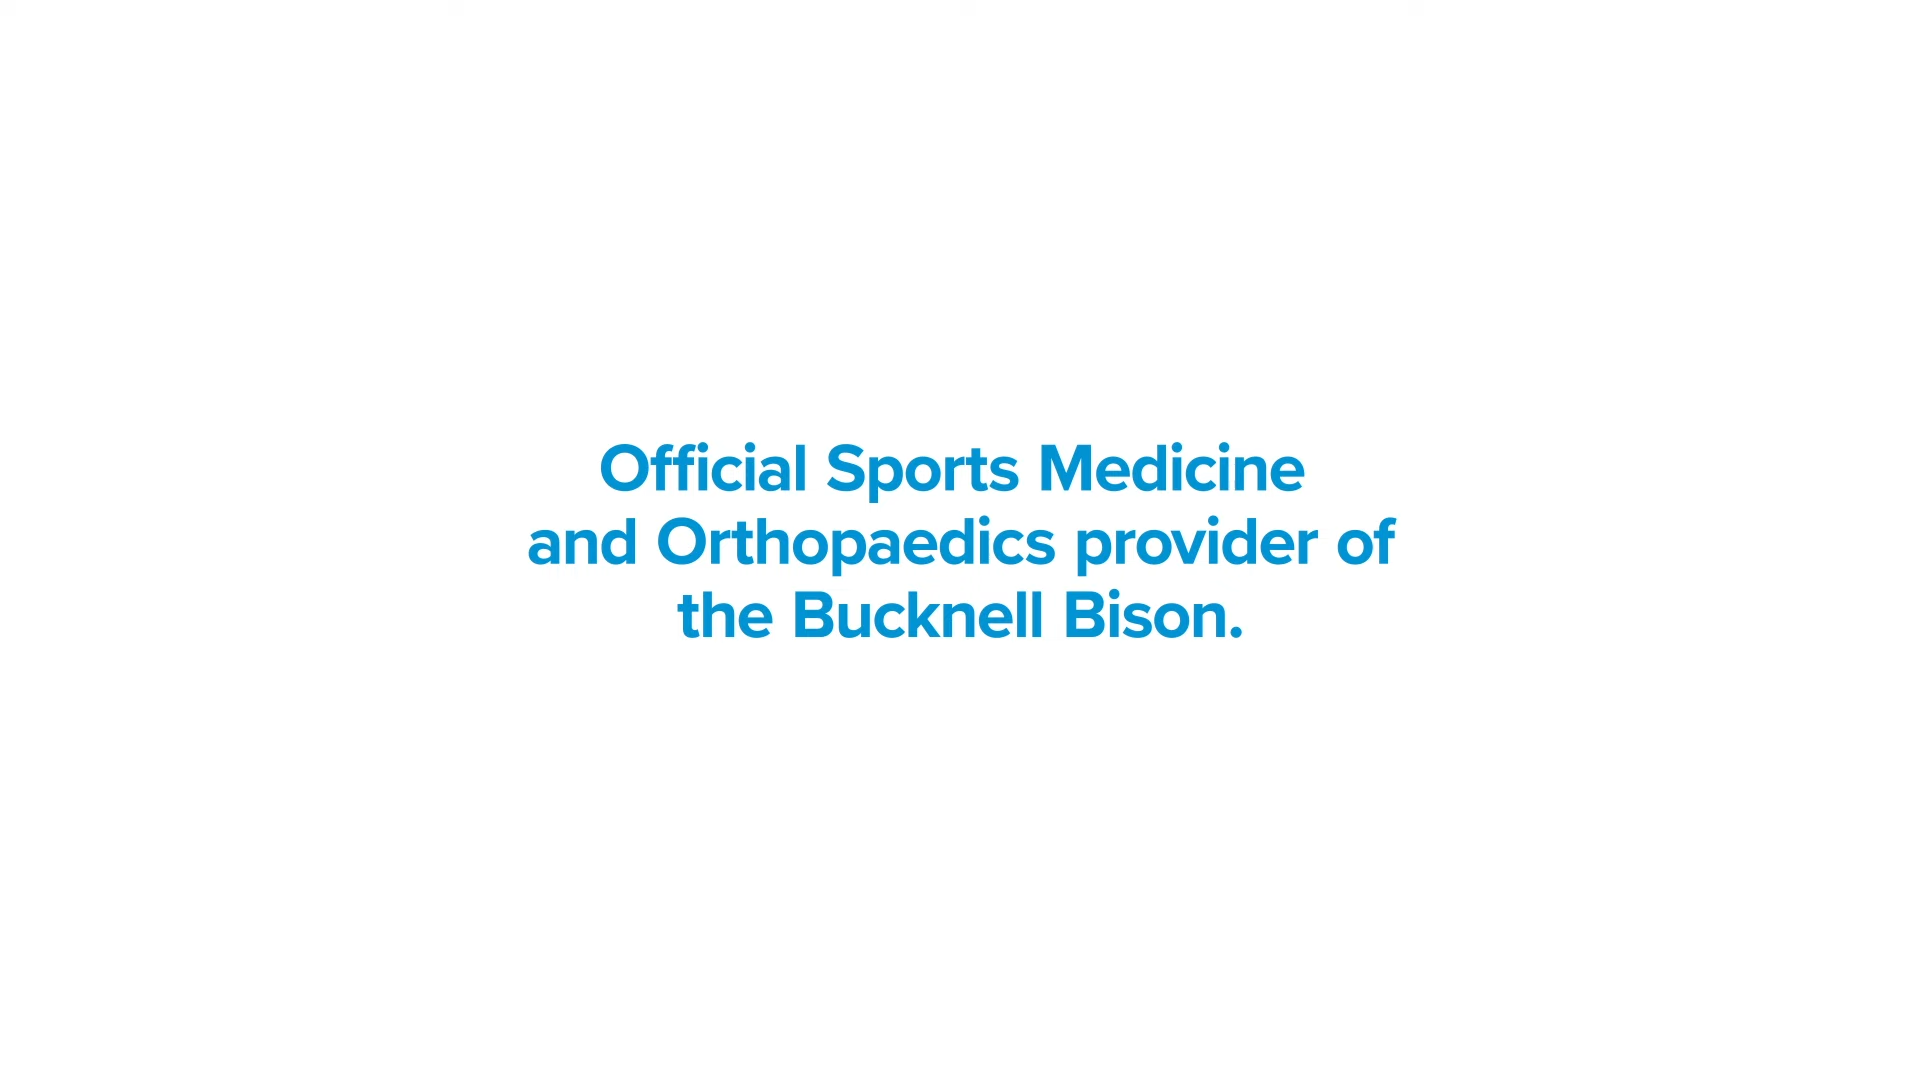 Official Sports Medicine
and Orthopaedics provider of
the Bucknell Bison.